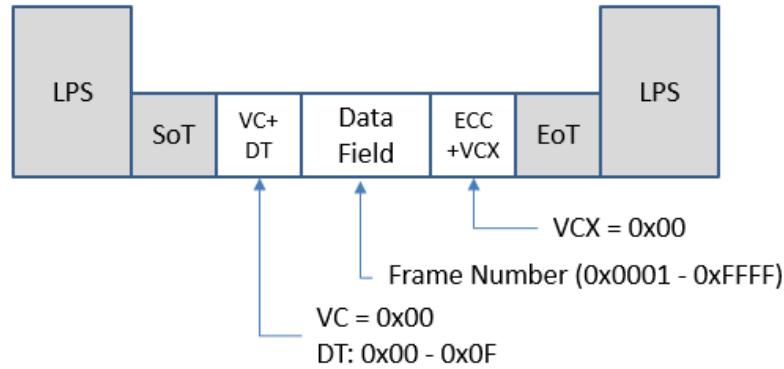 LPS
SoT
VC+
DT
Data
Field
ECC
+VCX
EoT
LPS
VCX = 0x00
Frame Number (0x0001 - 0xFFFF)
VC = 0x00
DT: 0x00 - 0x0F